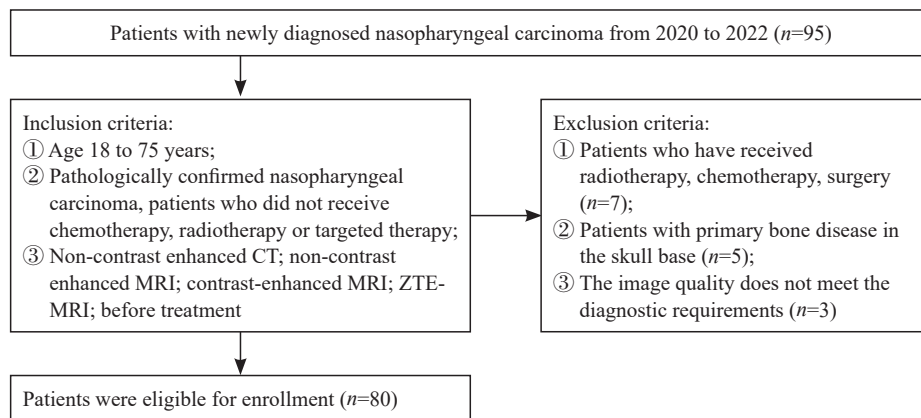 Patients with newly diagnosed nasopharyngeal carcinoma from 2020 to 2022 (n=95)
Inclusion criteria:
① Age 18 to 75 years;
② Pathologically confirmed nasopharyngeal
carcinoma, patients who did not receive
chemotherapy, radiotherapy or targeted therapy;
③ Non-contrast enhanced CT; non-contrast
enhanced MRI; contrast-enhanced MRI; ZTE-
MRI; before treatment
Exclusion criteria:
① Patients who have received
radiotherapy, chemotherapy, surgery
(n=7);
② Patients with primary bone disease in
the skull base (n=5);
③ The image quality does not meet the
diagnostic requirements (n=3)
Patients were eligible for enrollment (n=80)